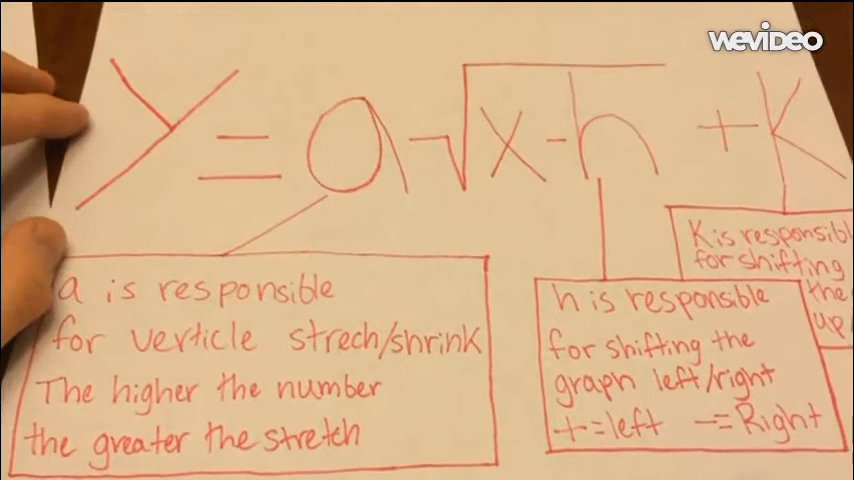 wevideo
y = a√x-h + K
a is responsible
for verticle strech/shrink
The higher the number
the greater the stretch
h is responsible
for shifting the
graph left/right
+=left -=Right
K is responsibl
for shifting
the
up/